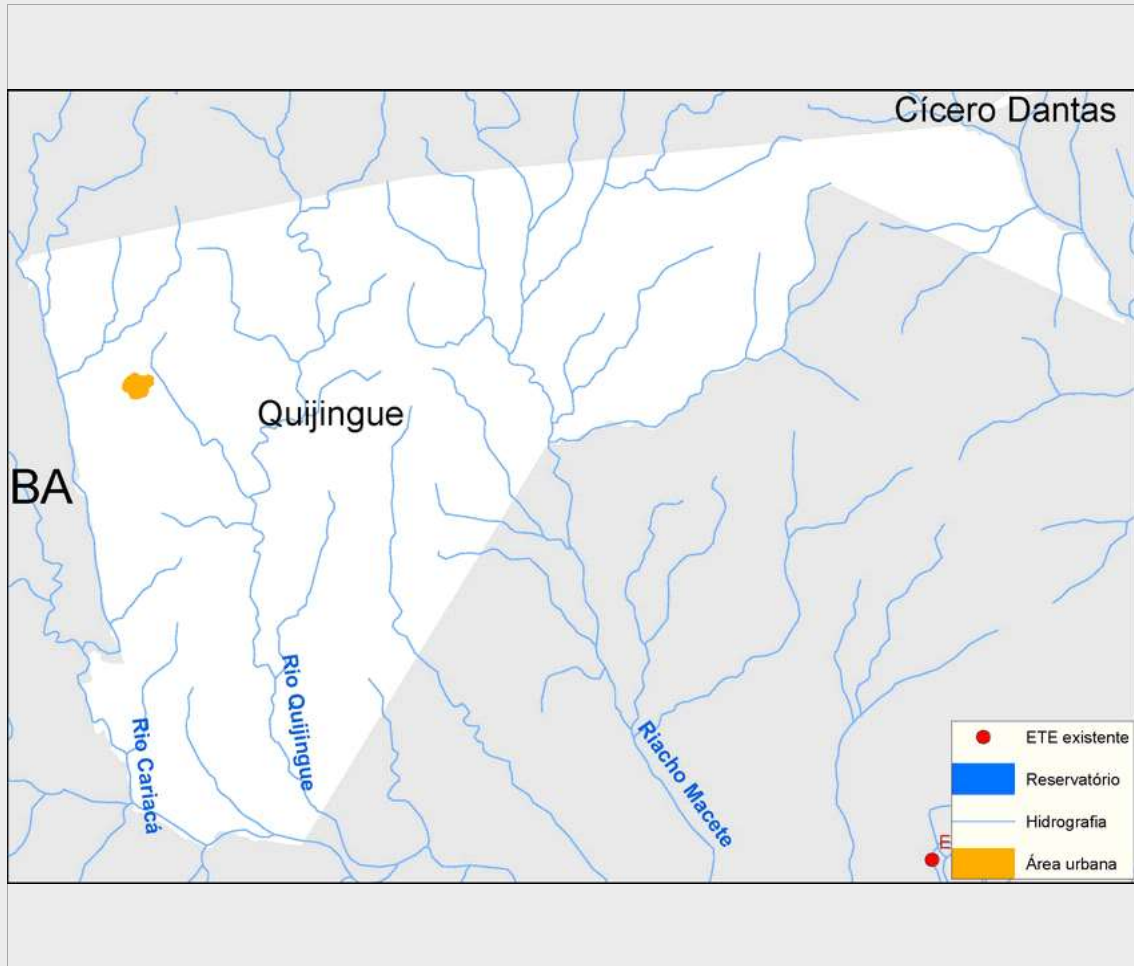 Cícero Dantas
Quijingue
BA
Rio Quijingue
Rio Cariacá
Riacho Macete
ETE existente
Reservatório
Hidrografia
Área urbana
E